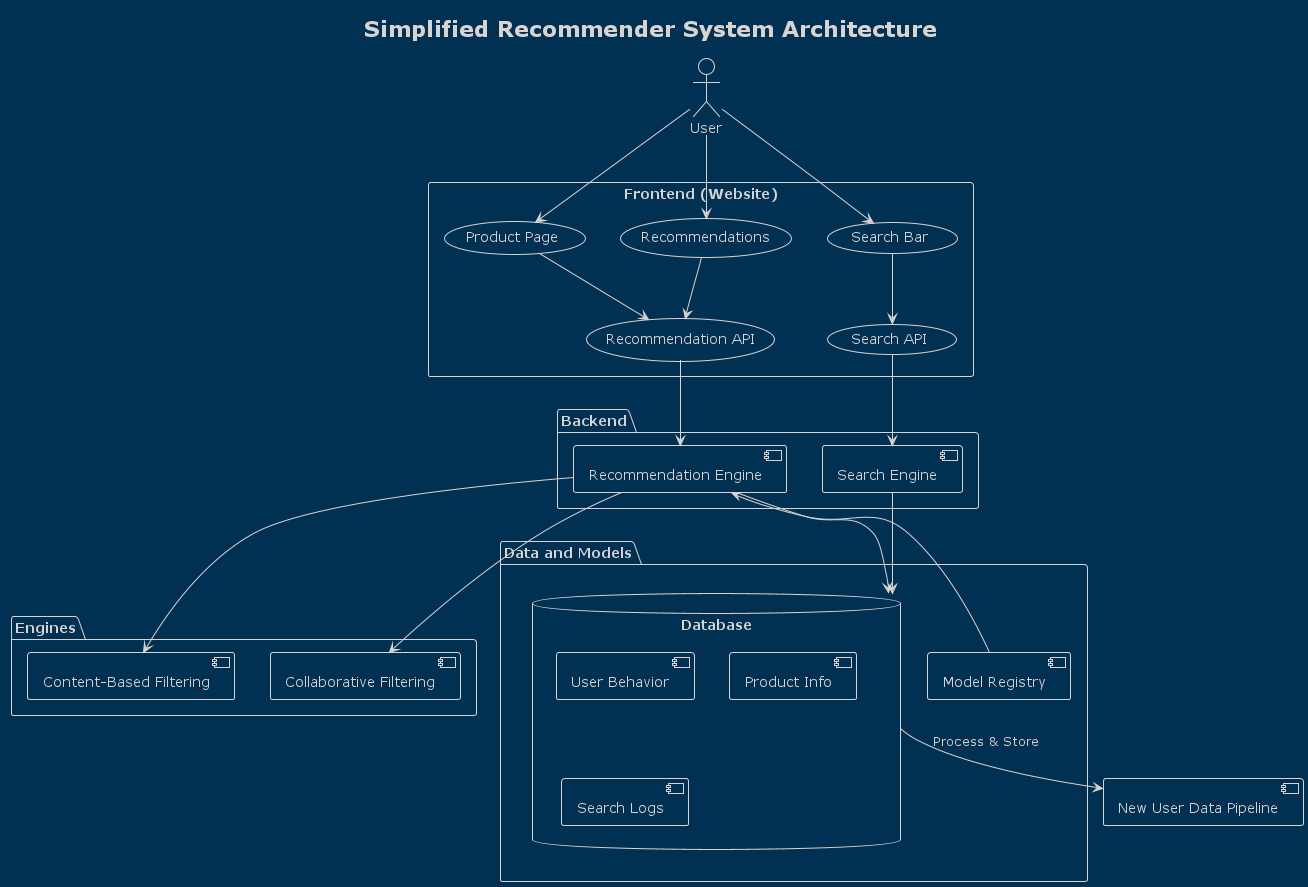 Simplified Recommender System Architecture
User
Frontend (Website)
Product Page
Recommendations
Search Bar
Recommendation API
Search API
Backend
Recommendation Engine
Search Engine
Data and Models
Engines
Database
Content-Based Filtering
Collaborative Filtering
User Behavior
Product Info
Model Registry
Process & Store
Search Logs
New User Data Pipeline